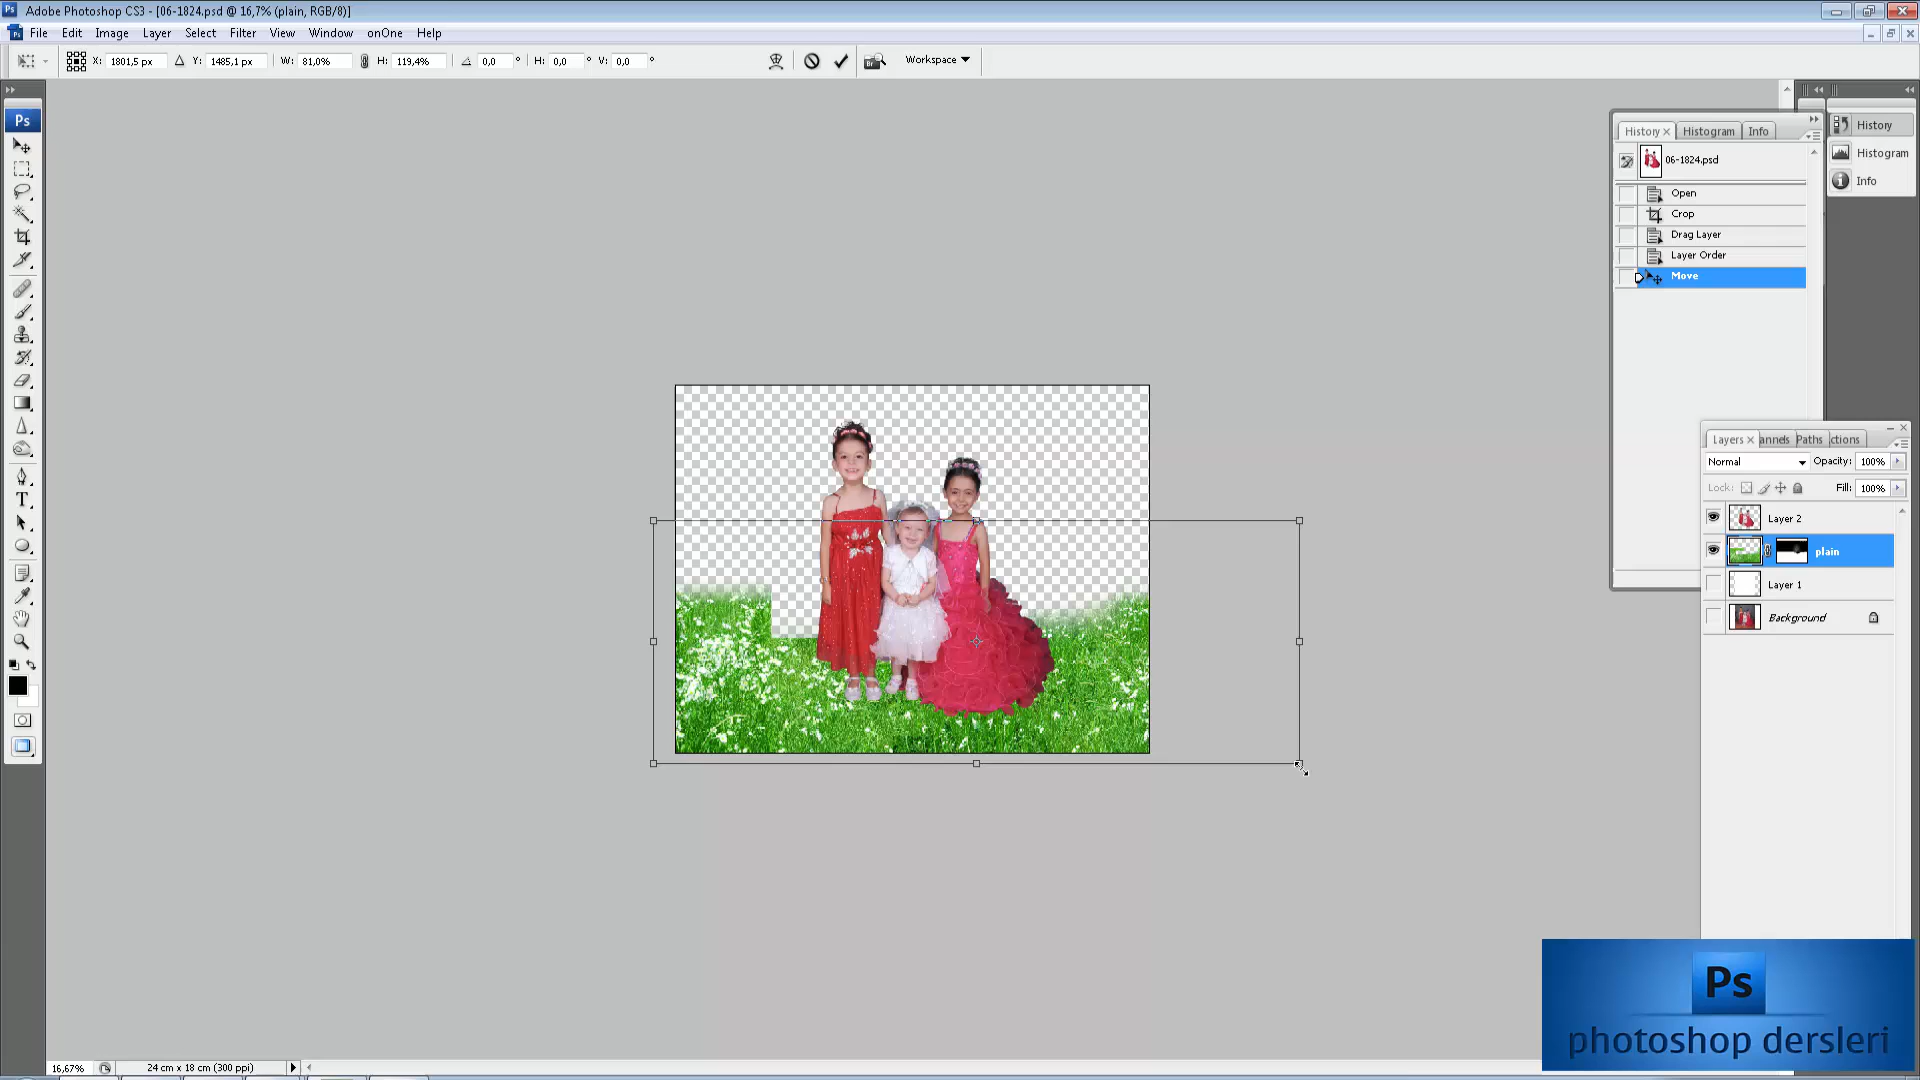 Adobe Photoshop CS3 - [06-1824.psd @ 16,7% (plain, RGB/8)]
File Edit Image Layer Select Filter View Window onOne Help
X: 1801,5 px Y: 1485,1 px W: 81,0% H: 119,4% 0,0 ° H: 0,0 ° V: 0,0 ° Workspace
Ps
History Histogram Info
06-1824.psd
Open
Crop
Drag Layer
Layer Order
Move
History
Histogram
Info
Layers annels Paths ctions
Normal Opacity: 100%
Lock: Fill: 100%
Layer 2
plain
Layer 1
Background
T
Ps
photoshop dersleri
16,67% 24 cm x 18 cm (300 ppi)